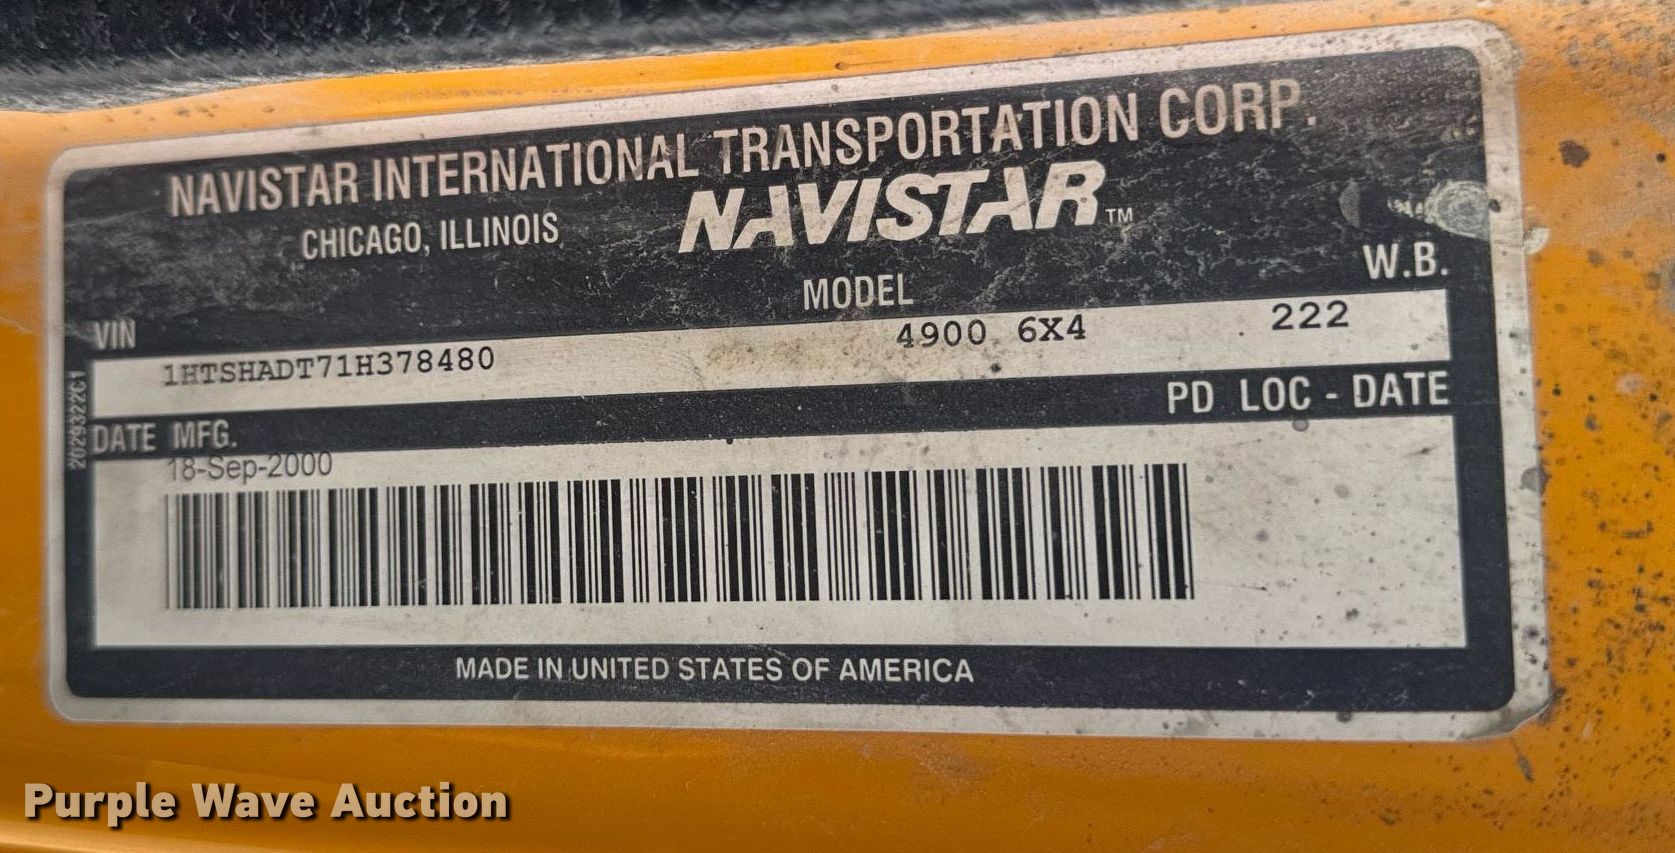 NAVISTAR INTERNATIONAL TRANSPORTATION CORP.
CHICAGO, ILLINOIS
NAVISTAR™
VIN
MODEL
W.B.
1HTSHADT71H378480
4900 6X4
222
DATE MFG.
PD LOC - DATE
18-Sep-2000
2029322C1
MADE IN UNITED STATES OF AMERICA
Purple Wave Auction